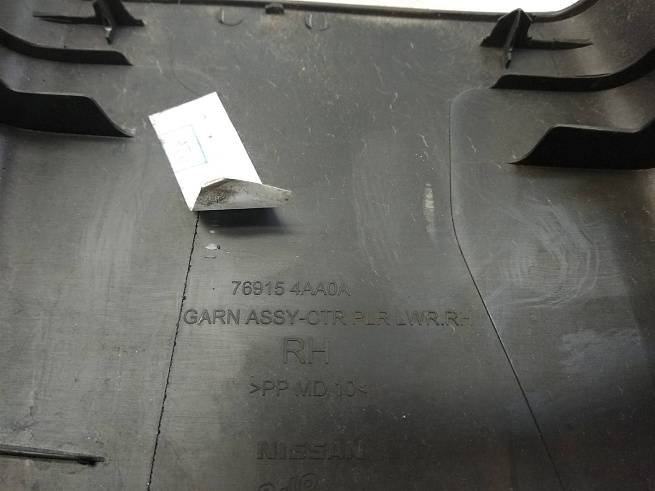 76915 4AA0A
GARN ASSY-CTR PLR LWR.RH
RH
>PP MD 10<
NISSAN